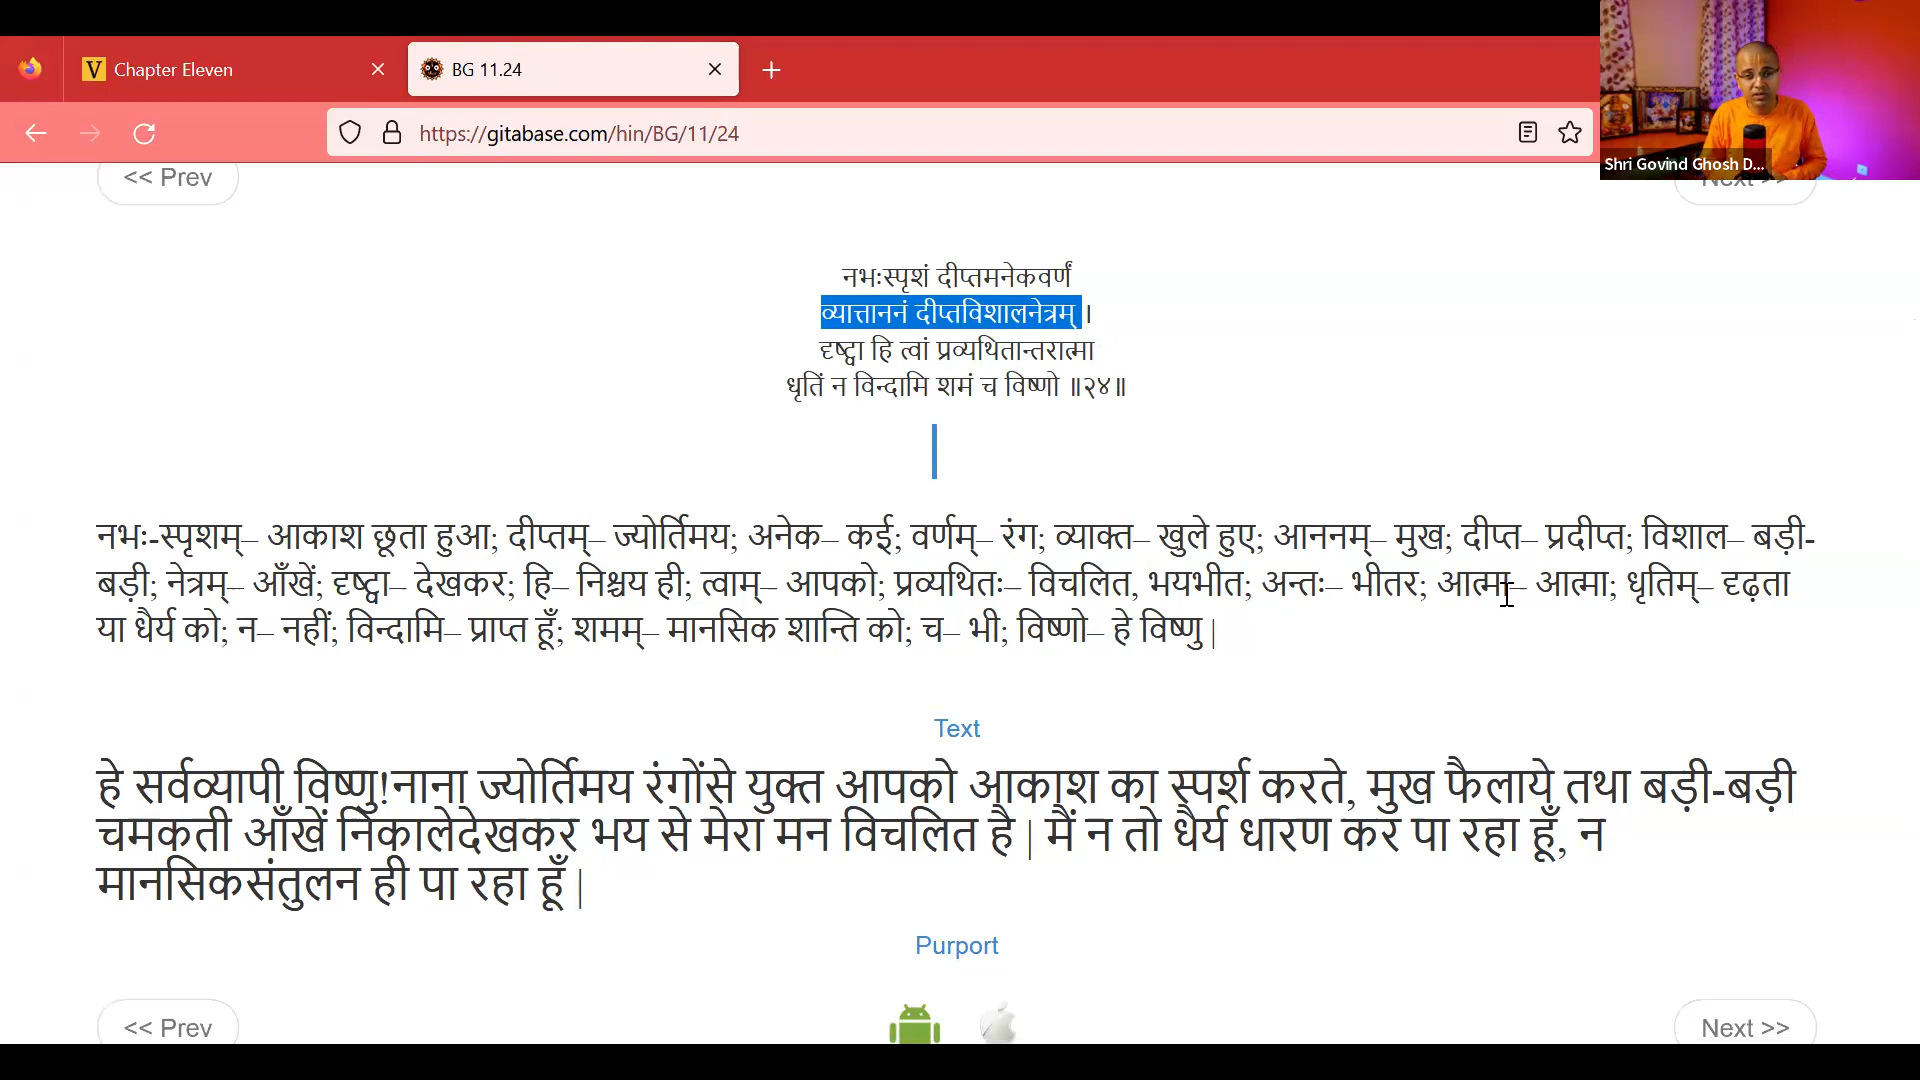 Chapter Eleven
BG 11.24
https://gitabase.com/hin/BG/11/24
Shri Govind Ghosh D...
<< Prev
Next >>
नभःस्पृशं दीप्तमनेकवर्णं
व्यात्ताननं दीप्तविशालनेत्रम् ।
दृष्ट्वा हि त्वां प्रव्यथितान्तरात्मा
धृतिं न विन्दामि शमं च विष्णो ॥२४॥
नभः-स्पृशम्– आकाश छूता हुआ; दीप्तम्– ज्योर्तिमय; अनेक– कई; वर्णम्– रंग; व्याक्त– खुले हुए; आननम्– मुख; दीप्त– प्रदीप्त; विशाल– बड़ी-
बड़ी; नेत्रम्– आँखें; दृष्ट्वा– देखकर; हि– निश्चय ही; त्वाम्– आपको; प्रव्यथितः– विचलित, भयभीत; अन्तः– भीतर; आत्मा– आत्मा; धृतिम्– दृढ़ता
या धैर्य को; न– नहीं; विन्दामि– प्राप्त हूँ; शमम्– मानसिक शान्ति को; च– भी; विष्णो– हे विष्णु |
Text
हे सर्वव्यापी विष्णु!नाना ज्योर्तिमय रंगोंसे युक्त आपको आकाश का स्पर्श करते, मुख फैलाये तथा बड़ी-बड़ी
चमकती आँखें निकालेदेखकर भय से मेरा मन विचलित है | मैं न तो धैर्य धारण कर पा रहा हूँ, न
मानसिकसंतुलन ही पा रहा हूँ |
Purport
<< Prev
Next >>